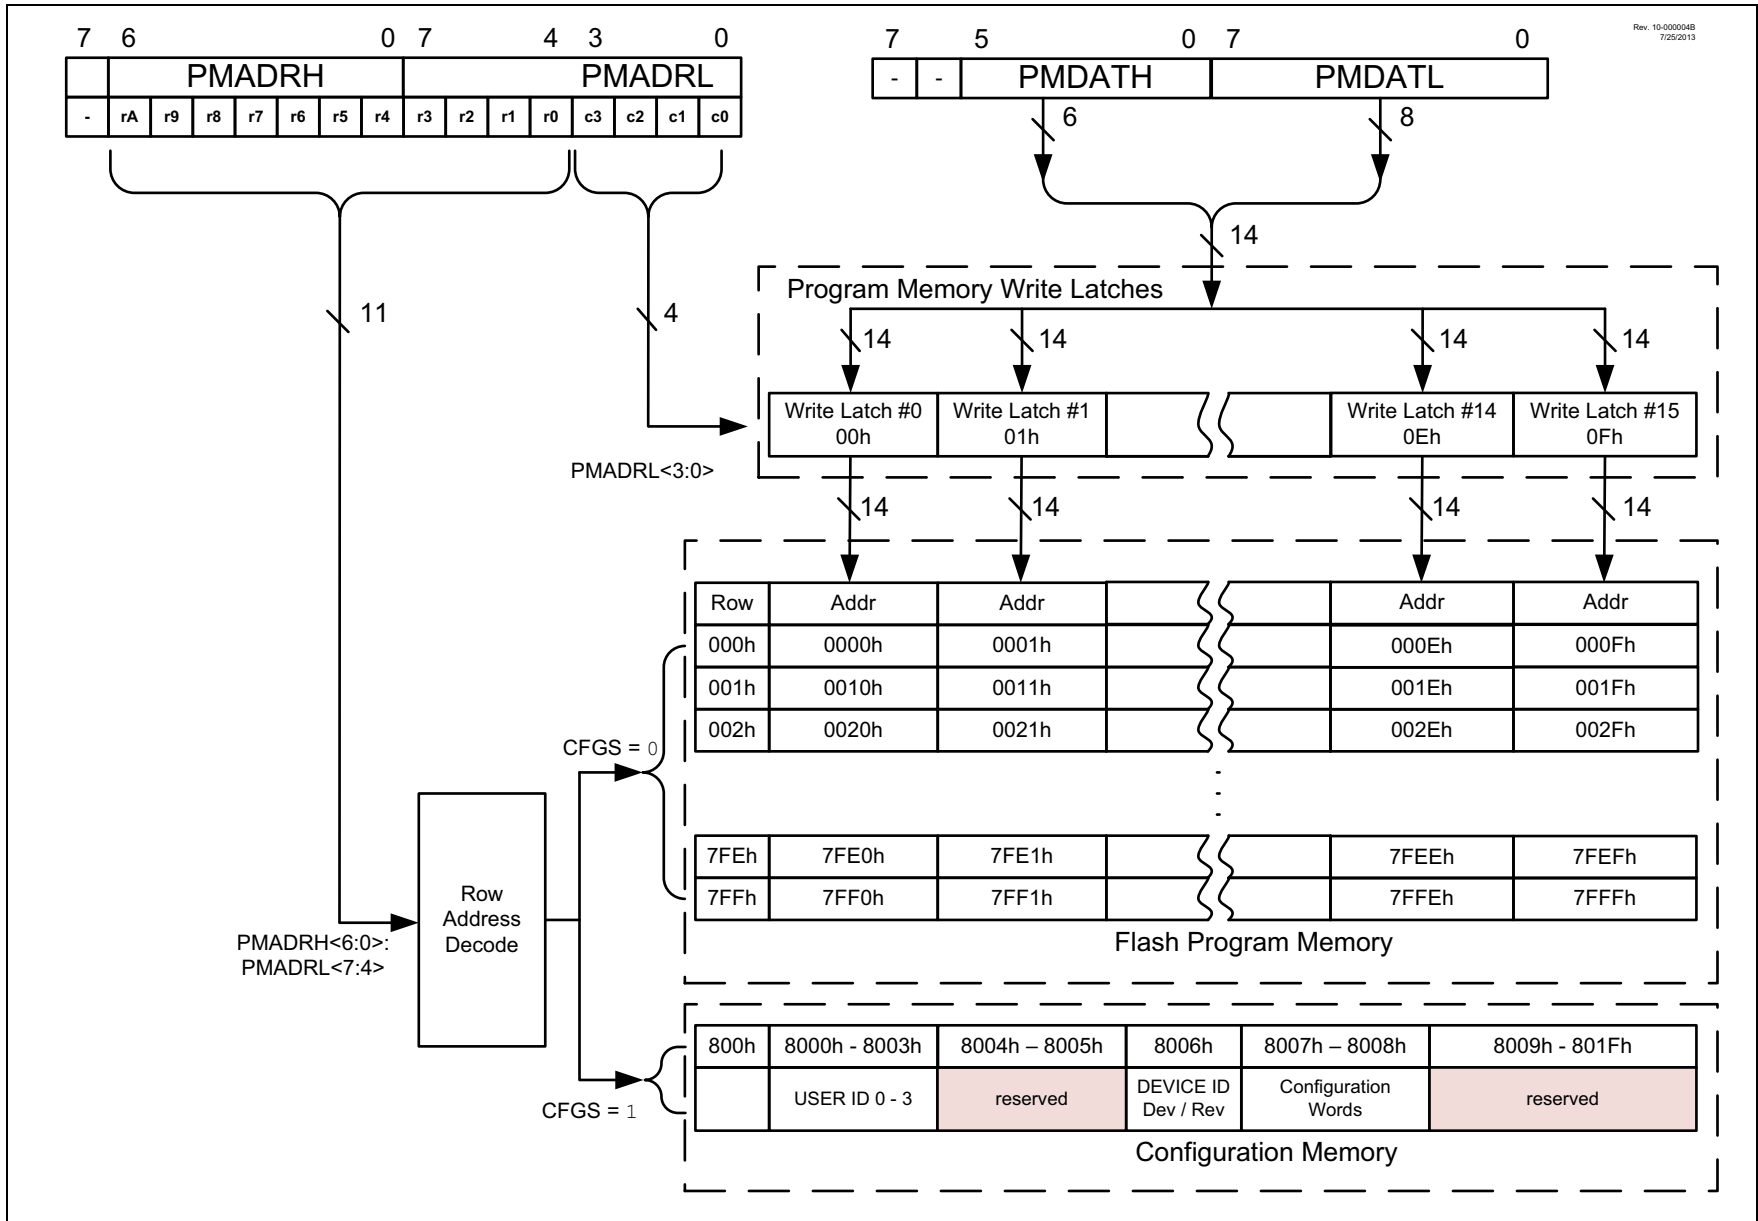 Rev. 10-000004B
7/25/2013
7 6 0 7 4 3 0
PMADRH PMADRL
- rA r9 r8 r7 r6 r5 r4 r3 r2 r1 r0 c3 c2 c1 c0
7 5 0 7 0
- - PMDATH PMDATL
6 8
14
11 4
Program Memory Write Latches
14 14 14 14
Write Latch #0 Write Latch #1 Write Latch #14 Write Latch #15
00h 01h 0Eh 0Fh
PMADRL<3:0>
14 14 14 14
Row Addr Addr Addr Addr
000h 0000h 0001h 000Eh 000Fh
001h 0010h 0011h 001Eh 001Fh
002h 0020h 0021h 002Eh 002Fh
CFGS = 0
7FEh 7FE0h 7FE1h 7FEEh 7FEFh
7FFh 7FF0h 7FF1h 7FFEh 7FFFh
Flash Program Memory
Row
Address
Decode
PMADRH<6:0>:
PMADRL<7:4>
800h 8000h - 8003h 8004h – 8005h 8006h 8007h – 8008h 8009h - 801Fh
USER ID 0 - 3 reserved DEVICE ID Configuration reserved
Dev / Rev Words
CFGS = 1
Configuration Memory